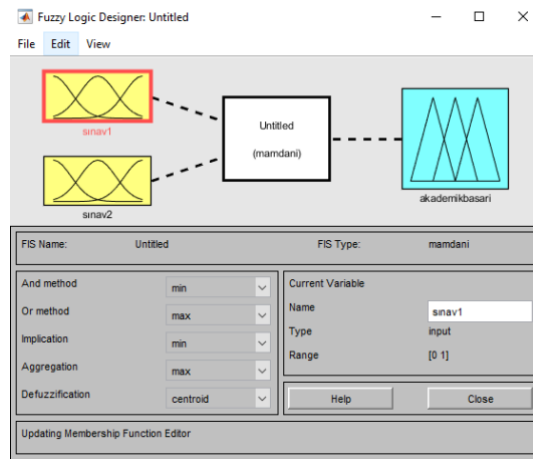 Fuzzy Logic Designer: Untitled
File Edit View
sınav1
sınav2
Untitled
(mamdani)
akademikbasari
FIS Name: Untitled FIS Type: mamdani
And method min
Or method max
Implication min
Aggregation max
Defuzzification centroid
Current Variable
Name sınav1
Type input
Range [0 1]
Help Close
Updating Membership Function Editor